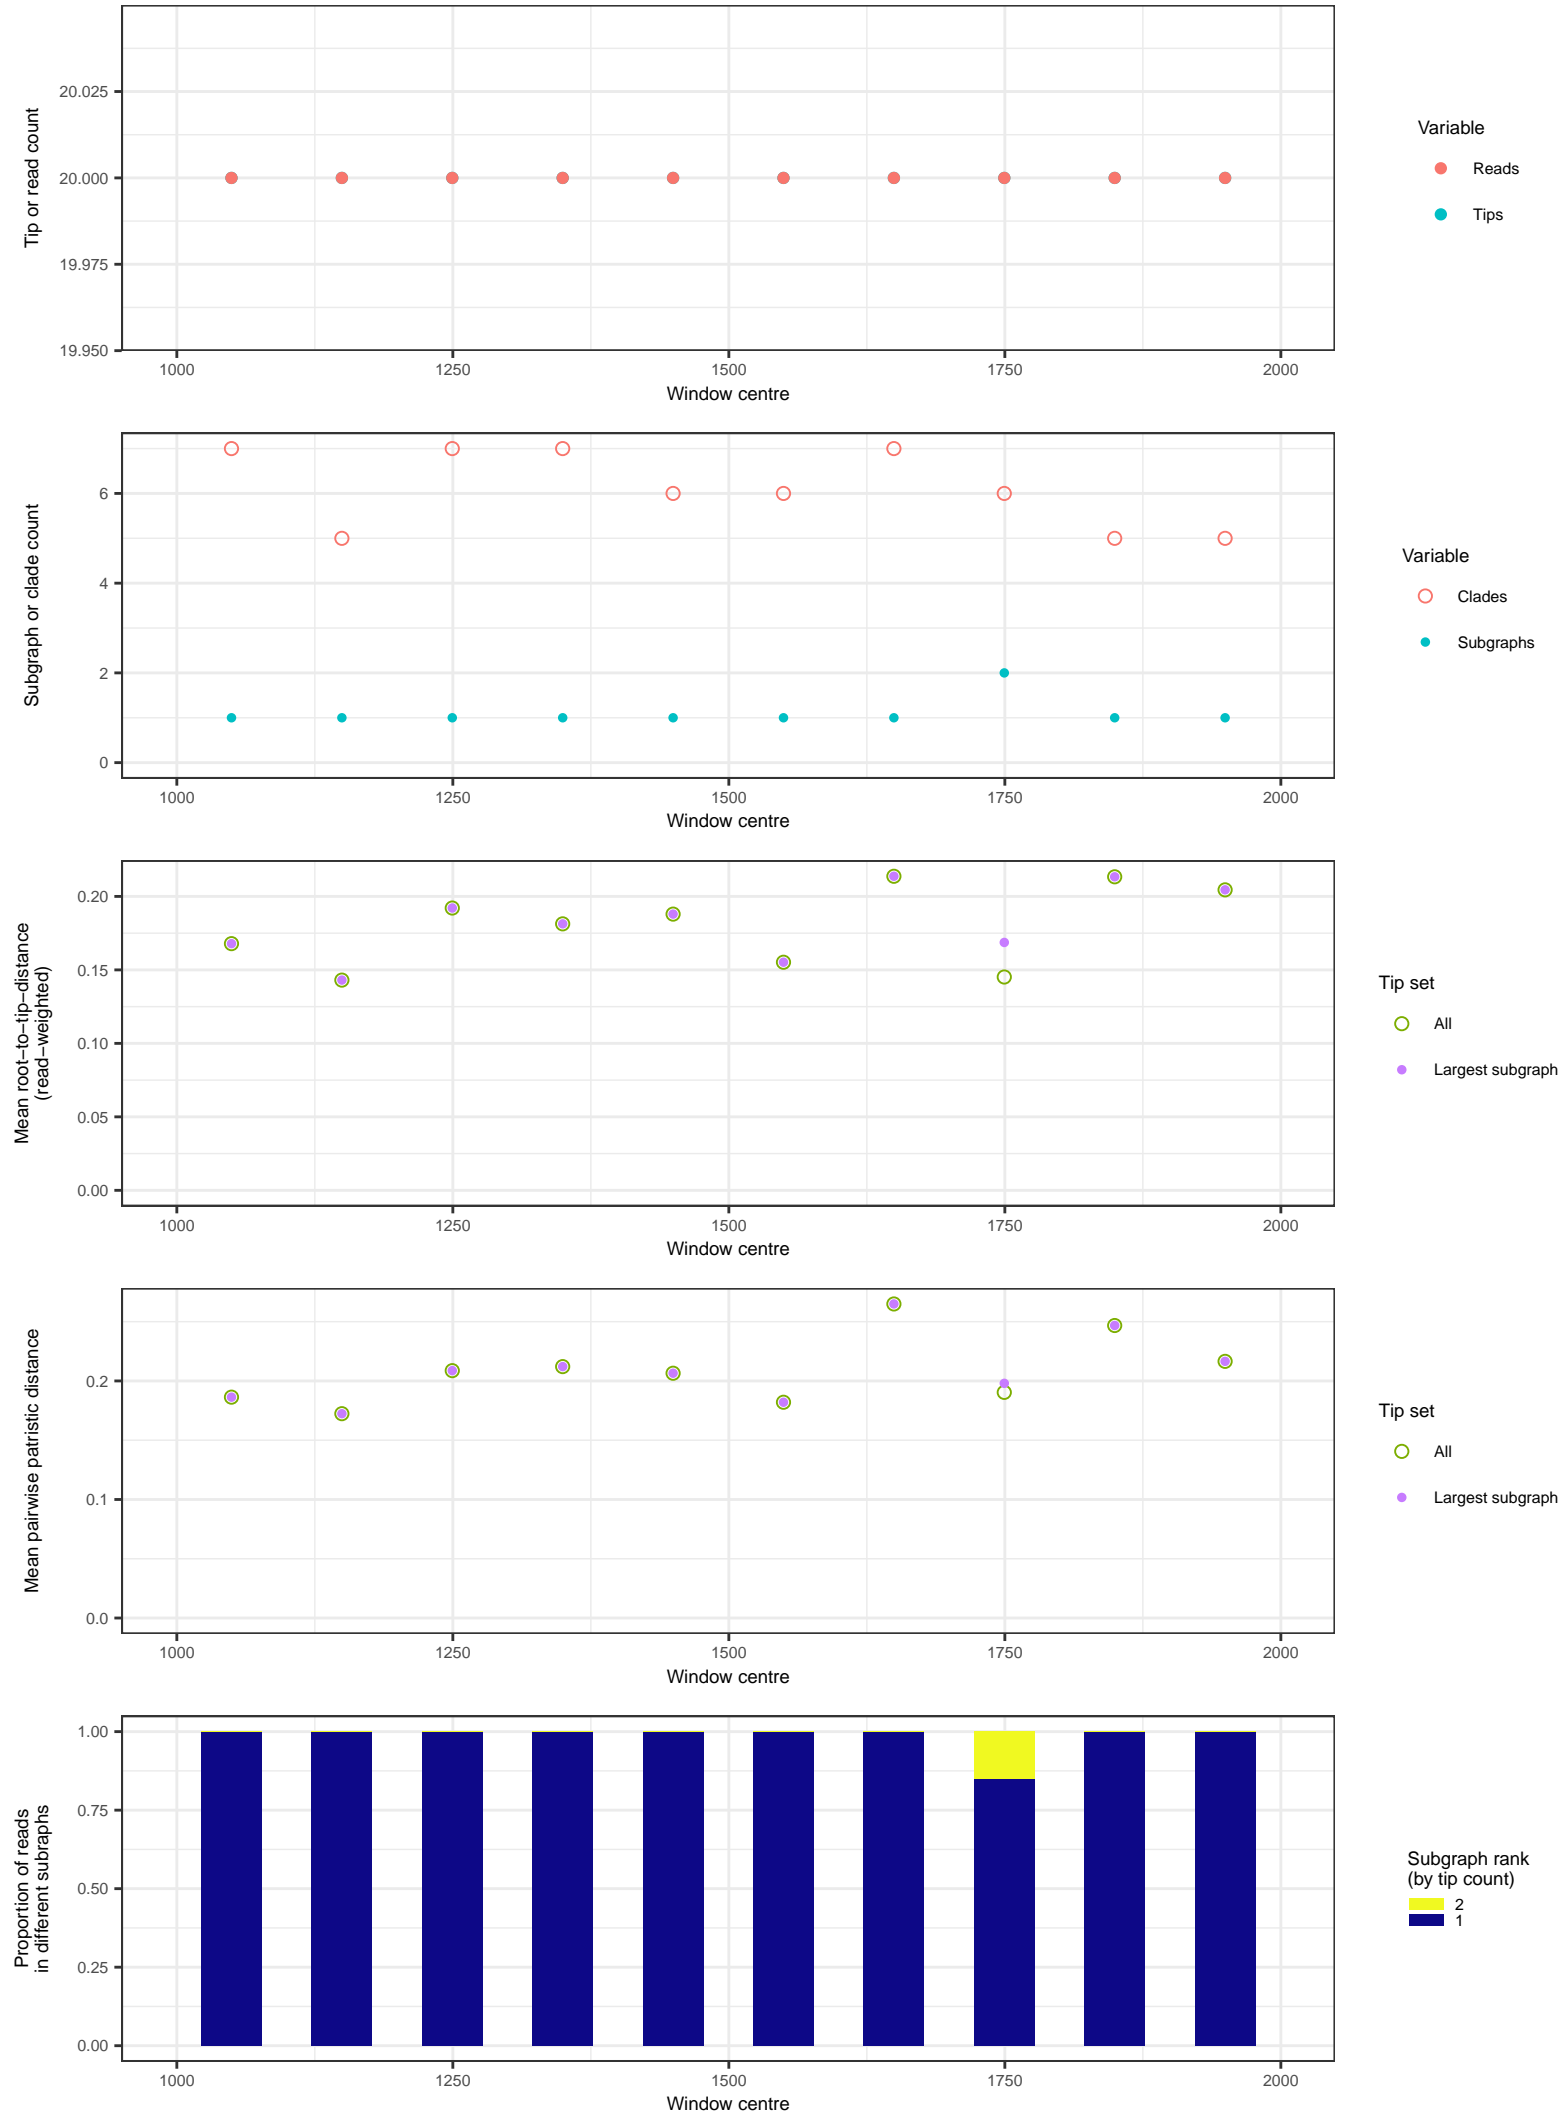 Tip or read count
20.025
20.000
19.975
19.950
1000
1250
1500
1750
2000
Window centre
Variable
Reads
Tips
Subgraph or clade count
6
4
2
0
1000
1250
1500
1750
2000
Window centre
Variable
Clades
Subgraphs
Mean root−to−tip−distance
(read−weighted)
0.20
0.15
0.10
0.05
0.00
1000
1250
1500
1750
2000
Window centre
Tip set
All
Largest subgraph
Mean pairwise patristic distance
0.2
0.1
0.0
1000
1250
1500
1750
2000
Window centre
Tip set
All
Largest subgraph
Proportion of reads
in different subraphs
1.00
0.75
0.50
0.25
0.00
1000
1250
1500
1750
2000
Window centre
Subgraph rank
(by tip count)
2
1